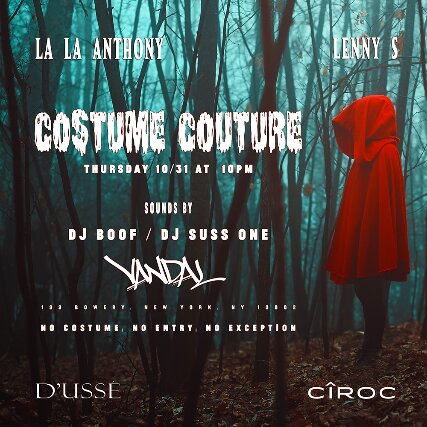 LA LA ANTHONY
LENNY S
COSTUME COUTURE
THURSDAY 10/31 AT 10PM
SOUNDS BY
DJ BOOF / DJ SUSS ONE
VANDAL
BOWERY, NEW YORK, NY
NO COSTUME, NO ENTRY, NO EXCEPTION
D'USSÉ
CÎROC